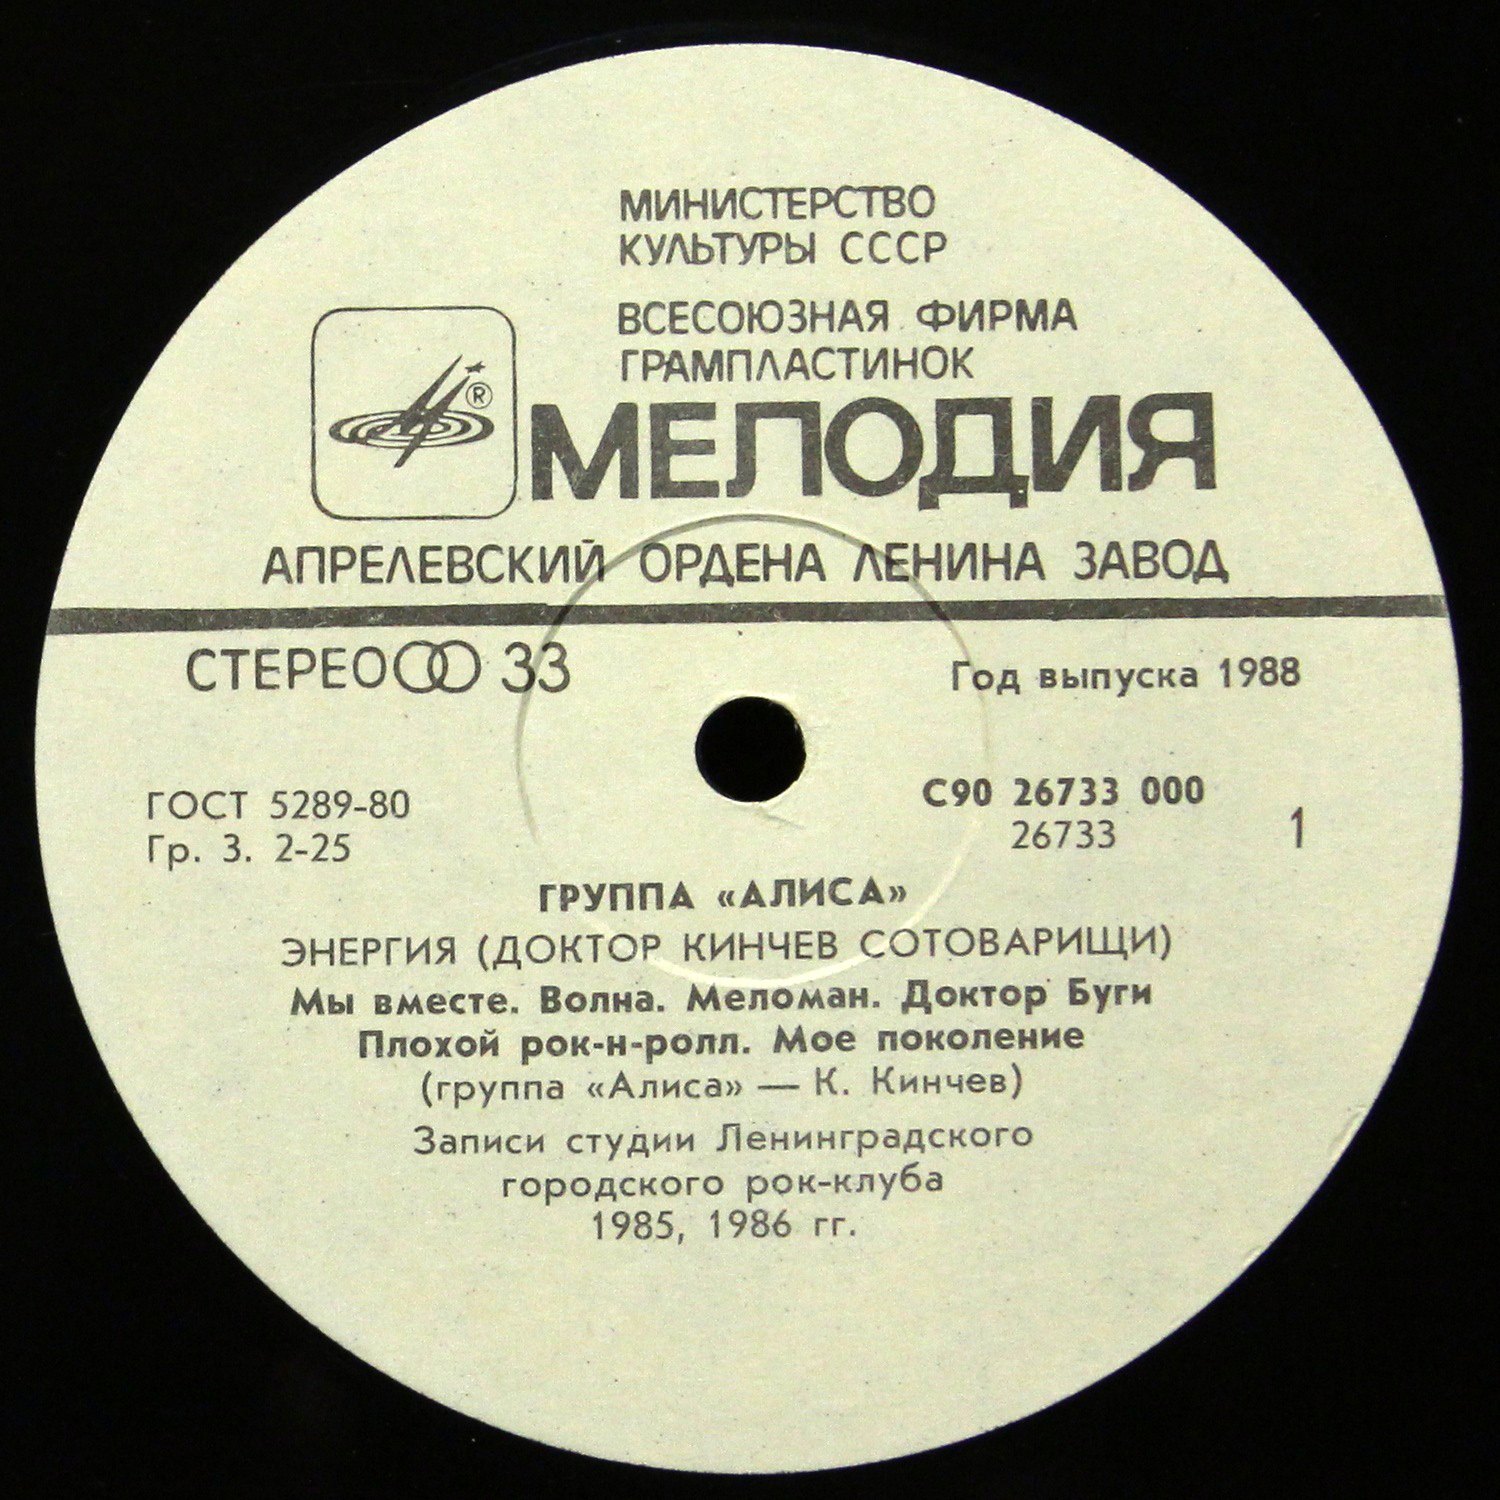 МИНИСТЕРСТВО
КУЛЬТУРЫ СССР
ВСЕСОЮЗНАЯ ФИРМА
ГРАМПЛАСТИНОК
®
МЕЛОДИЯ
АПРЕЛЕВСКИЙ ОРДЕНА ЛЕНИНА ЗАВОД
СТЕРЕО 33
Год выпуска 1988
ГОСТ 5289-80
Гр. 3. 2-25
С90 26733 000
26733
1
ГРУППА «АЛИСА»
ЭНЕРГИЯ (ДОКТОР КИНЧЕВ СОТОВАРИЩИ)
Мы вместе. Волна. Меломан. Доктор Буги
Плохой рок-н-ролл. Мое поколение
(группа «Алиса» — К. Кинчев)
Записи студии Ленинградского
городского рок-клуба
1985, 1986 гг.